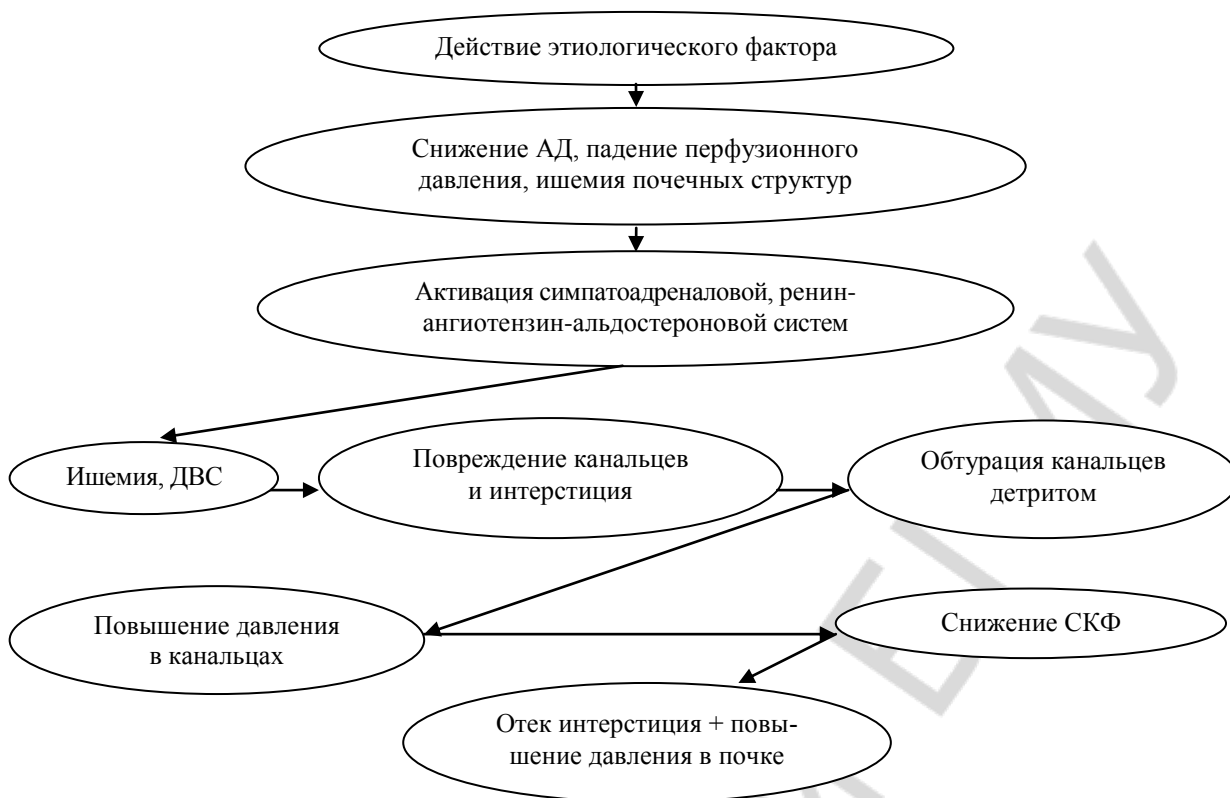 Действие этиологического фактора
Снижение АД, падение перфузионного
давления, ишемия почечных структур
Активация симпатоадреналовой, ренин-
ангиотензин-альдостероновой систем
Ишемия, ДВС
Повреждение канальцев
и интерстиция
Обтурация канальцев
детритом
Повышение давления
в канальцах
Снижение СКФ
Отек интерстиция + повы-
шение давления в почке